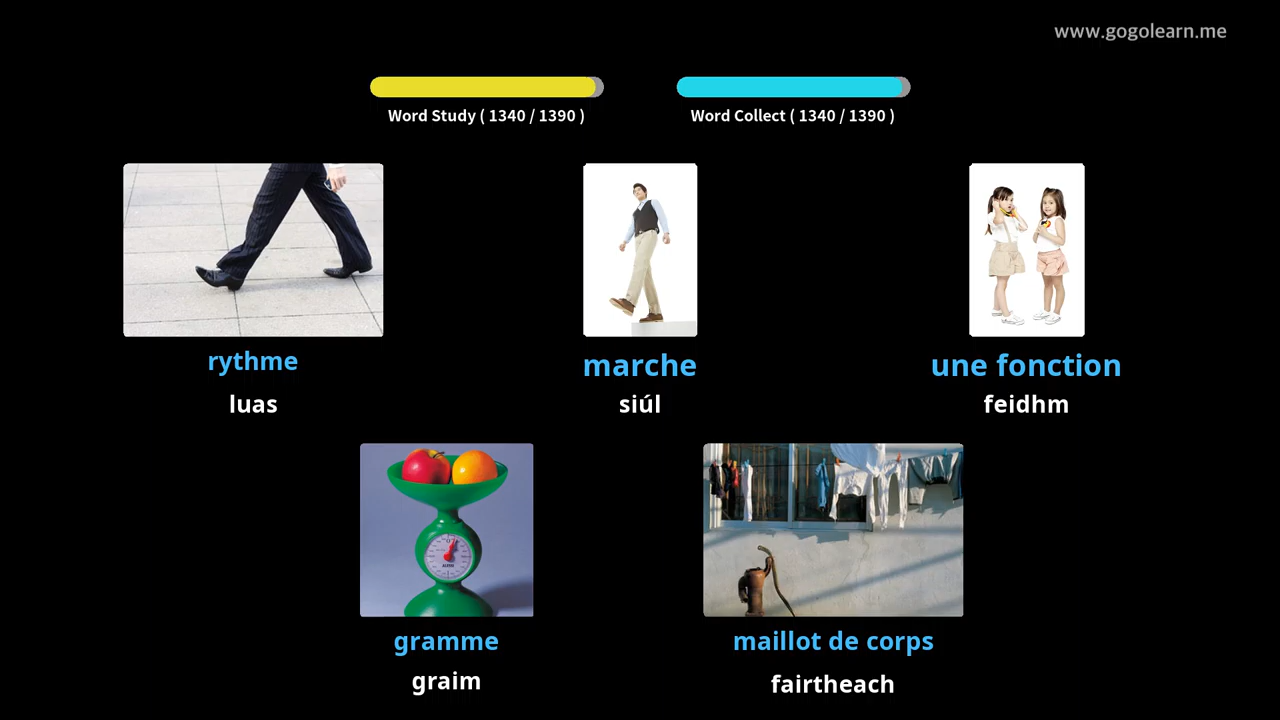 www.gogolearn.me
Word Study ( 1340 / 1390 )
Word Collect ( 1340 / 1390 )
rythme
luas
marche
siúl
une fonction
feidhm
gramme
graim
maillot de corps
fairtheach